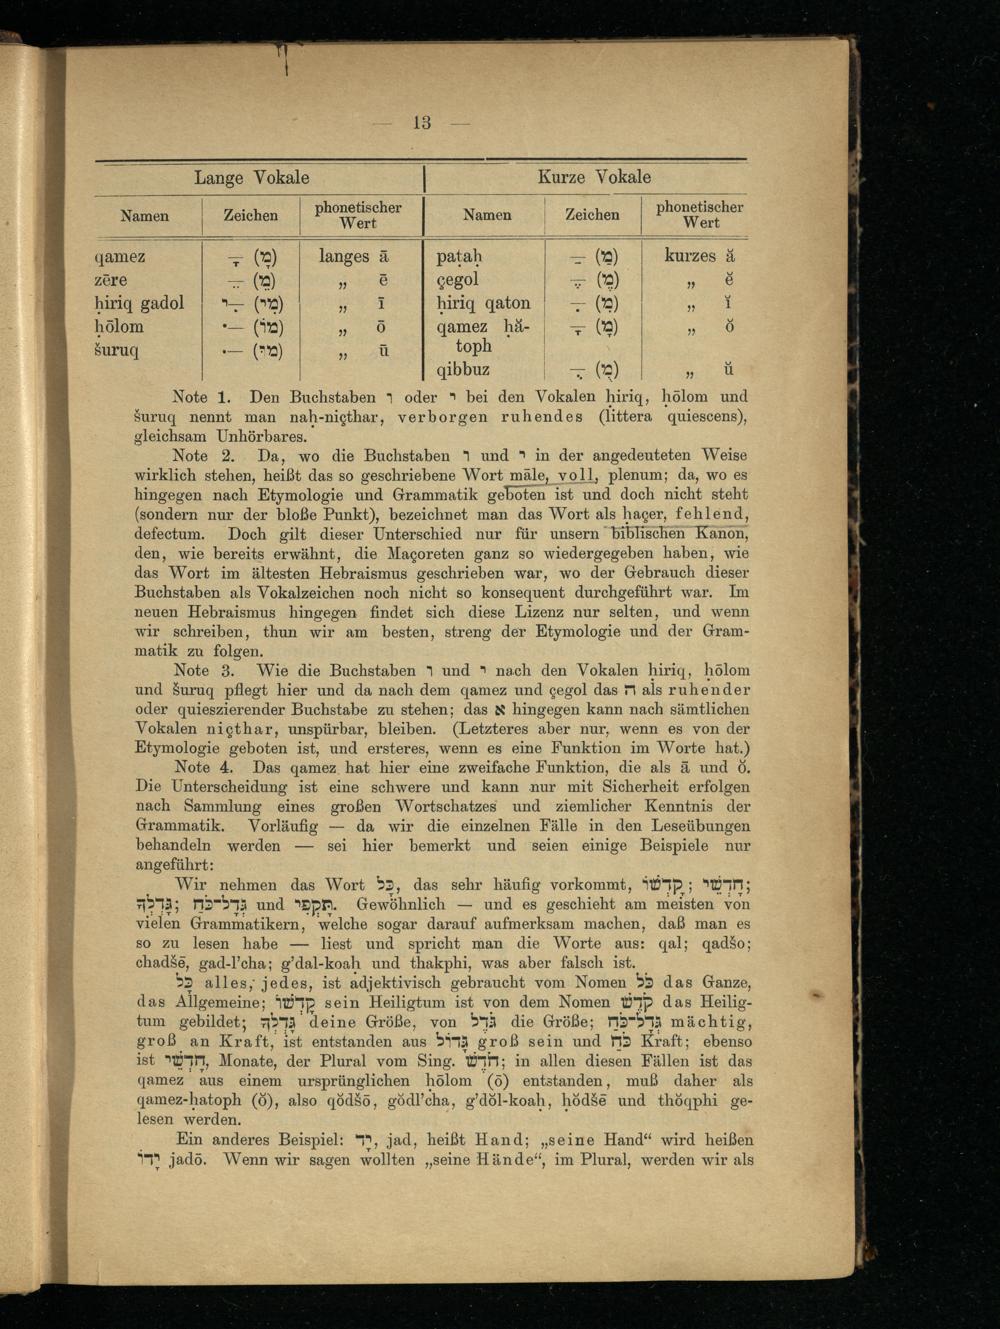 — 13 —
Lange Vokale | Kurze Vokale
Namen | Zeichen | phonetischer Wert | Namen | Zeichen | phonetischer Wert
qamez | ־ָ (מָ) | langes ā | paṭaḥ | ־ַ (מַ) | kurzes ă
zēre | ־ֵ (מֵ) | „ ē | çegol | ־ֶ (מֶ) | „ ĕ
ḥiriq gadol | ־ִי (מִי) | „ ī | ḥiriq qaton | ־ִ (מִ) | „ ĭ
ḥōlom | (מוֹ) | „ ō | qamez ḥă-toph | ־ָ (מָ) | „ ŏ
šuruq | (מוּ) | „ ū | qibbuz | ־ֻ (מֻ) | „ ŭ
Note 1. Den Buchstaben ו oder י bei den Vokalen ḥiriq, ḥōlom und
šuruq nennt man naḥ-niçthar, verborgen ruhendes (littera quiescens),
gleichsam Unhörbares.
Note 2. Da, wo die Buchstaben ו und י in der angedeuteten Weise
wirklich stehen, heißt das so geschriebene Wort māle, voll, plenum; da, wo es
hingegen nach Etymologie und Grammatik geboten ist und doch nicht steht
(sondern nur der bloße Punkt), bezeichnet man das Wort als ḥaçer, fehlend,
defectum. Doch gilt dieser Unterschied nur für unsern biblischen Kanon,
den, wie bereits erwähnt, die Maçoreten ganz so wiedergegeben haben, wie
das Wort im ältesten Hebraismus geschrieben war, wo der Gebrauch dieser
Buchstaben als Vokalzeichen noch nicht so konsequent durchgeführt war. Im
neuen Hebraismus hingegen findet sich diese Lizenz nur selten, und wenn
wir schreiben, thun wir am besten, streng der Etymologie und der Gram-
matik zu folgen.
Note 3. Wie die Buchstaben ו und י nach den Vokalen ḥiriq, ḥōlom
und šuruq pflegt hier und da nach dem qamez und çegol das ה als ruhender
oder quieszierender Buchstabe zu stehen; das א hingegen kann nach sämtlichen
Vokalen niçthar, unspürbar, bleiben. (Letzteres aber nur, wenn es von der
Etymologie geboten ist, und ersteres, wenn es eine Funktion im Worte hat.)
Note 4. Das qamez hat hier eine zweifache Funktion, die als ā und ŏ.
Die Unterscheidung ist eine schwere und kann nur mit Sicherheit erfolgen
nach Sammlung eines großen Wortschatzes und ziemlicher Kenntnis der
Grammatik. Vorläufig — da wir die einzelnen Fälle in den Leseübungen
behandeln werden — sei hier bemerkt und seien einige Beispiele nur
angeführt:
Wir nehmen das Wort כָּל, das sehr häufig vorkommt, קָדְשׁוֹ; חָדְשֵׁי;
גָּדְלְךָ; גְּדָל־כֹּחַ und תָּקְפִּי. Gewöhnlich — und es geschieht am meisten von
vielen Grammatikern, welche sogar darauf aufmerksam machen, daß man es
so zu lesen habe — liest und spricht man die Worte aus: qal; qadšo;
chadšē, gad-l’cha; g’dal-koaḥ und thakphi, was aber falsch ist.
כָּל alles, jedes, ist adjektivisch gebraucht vom Nomen כֹּל das Ganze,
das Allgemeine; קָדְשׁוֹ sein Heiligtum ist von dem Nomen קֹדֶשׁ das Heilig-
tum gebildet; גָּדְלְךָ deine Größe, von גֹּדֶל die Größe; גְּדָל־כֹּחַ mächtig,
groß an Kraft, ist entstanden aus גָּדוֹל groß sein und כֹּחַ Kraft; ebenso
ist חָדְשֵׁי, Monate, der Plural vom Sing. חֹדֶשׁ; in allen diesen Fällen ist das
qamez aus einem ursprünglichen ḥōlom (ō) entstanden, muß daher als
qamez-ḥatoph (ŏ), also qŏdšō, gŏdl’cha, g’dŏl-koaḥ, ḥŏdšē und thŏqphi ge-
lesen werden.
Ein anderes Beispiel: יָד, jad, heißt Hand; „seine Hand“ wird heißen
יָדוֹ jadō. Wenn wir sagen wollten „seine Hände“, im Plural, werden wir als